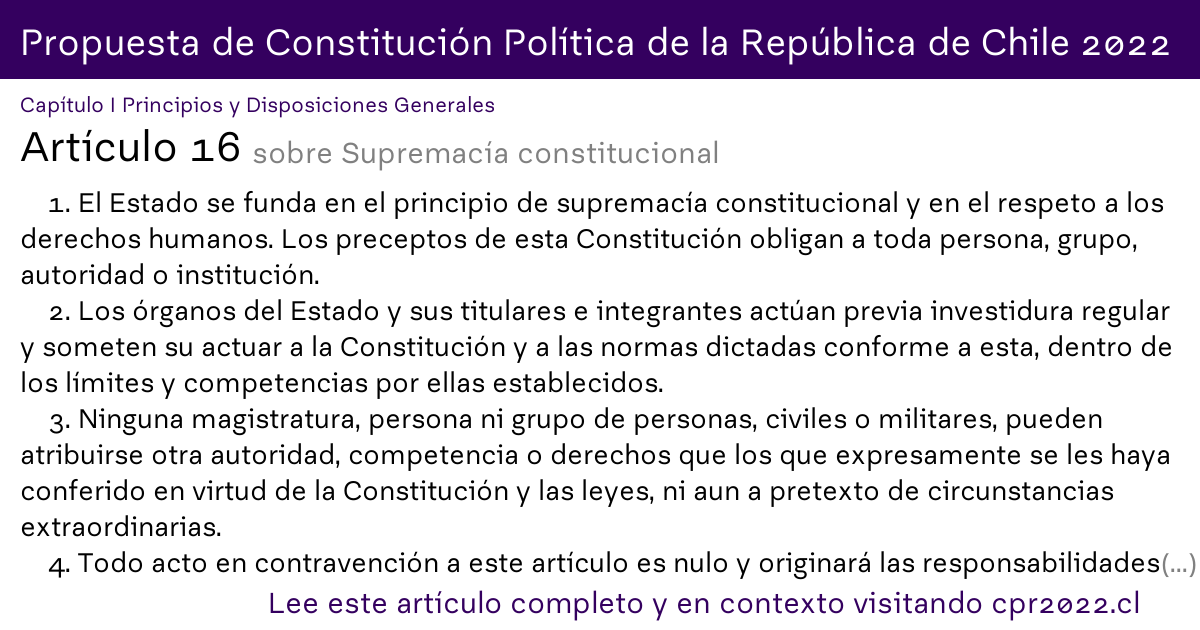 Propuesta de Constitución Política de la República de Chile 2022
Capítulo I Principios y Disposiciones Generales
Artículo 16 sobre Supremacía constitucional
1. El Estado se funda en el principio de supremacía constitucional y en el respeto a los
derechos humanos. Los preceptos de esta Constitución obligan a toda persona, grupo,
autoridad o institución.
2. Los órganos del Estado y sus titulares e integrantes actúan previa investidura regular
y someten su actuar a la Constitución y a las normas dictadas conforme a esta, dentro de
los límites y competencias por ellas establecidos.
3. Ninguna magistratura, persona ni grupo de personas, civiles o militares, pueden
atribuirse otra autoridad, competencia o derechos que los que expresamente se les haya
conferido en virtud de la Constitución y las leyes, ni aun a pretexto de circunstancias
extraordinarias.
4. Todo acto en contravención a este artículo es nulo y originará las responsabilidades(...)
Lee este artículo completo y en contexto visitando cpr2022.cl